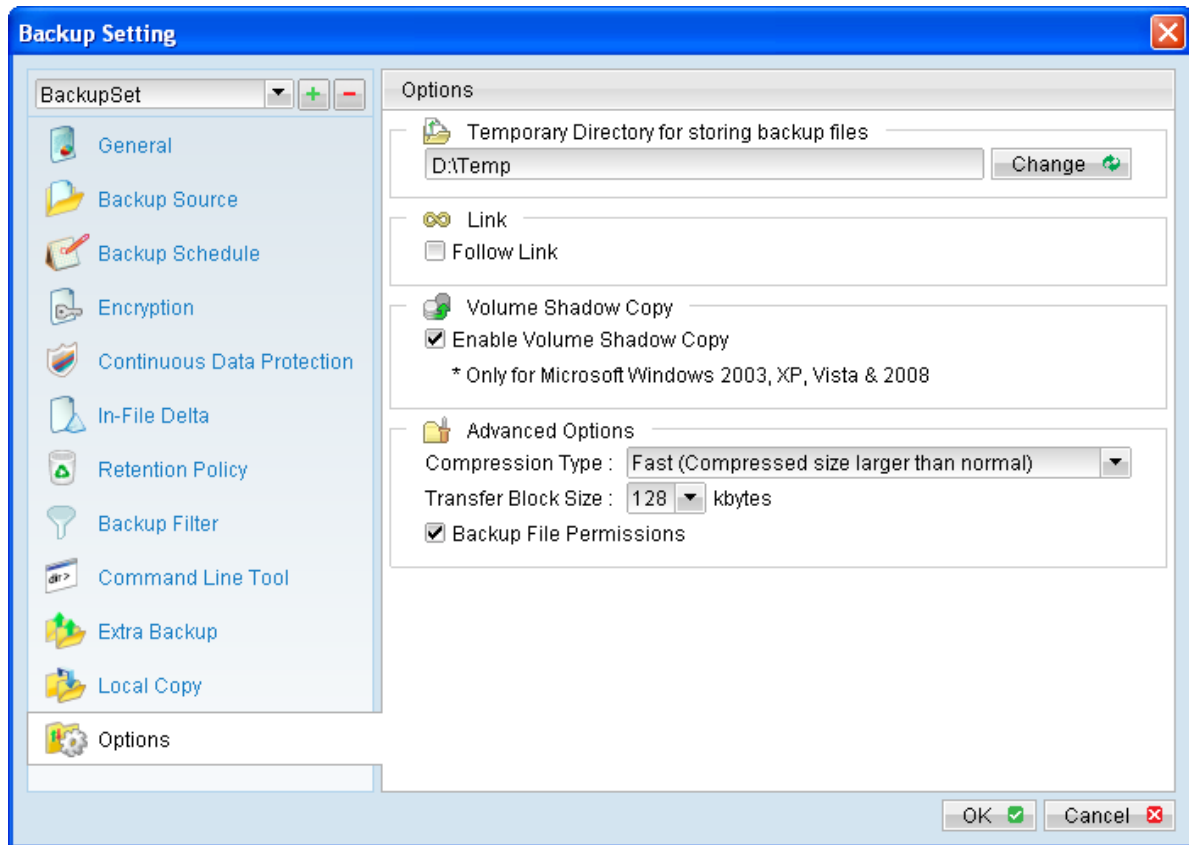 Backup Setting
BackupSet
General
Backup Source
Backup Schedule
Encryption
Continuous Data Protection
In-File Delta
Retention Policy
Backup Filter
dir>
Command Line Tool
Extra Backup
Local Copy
Options
Options
Temporary Directory for storing backup files
D:\Temp
Change
Link
Follow Link
Volume Shadow Copy
Enable Volume Shadow Copy
* Only for Microsoft Windows 2003, XP, Vista & 2008
Advanced Options
Compression Type : Fast (Compressed size larger than normal)
Transfer Block Size : 128 kbytes
Backup File Permissions
OK
Cancel